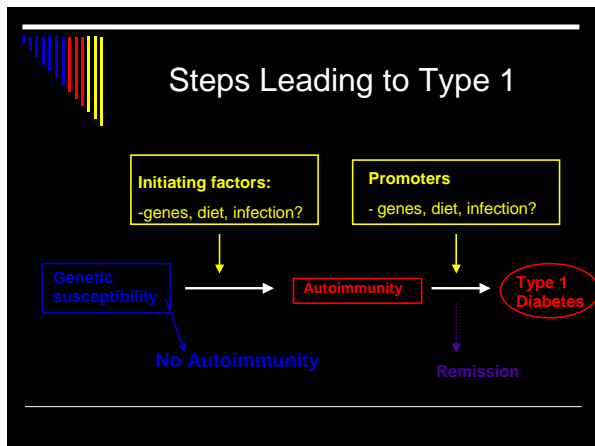 Steps Leading to Type 1
Initiating factors:
-genes, diet, infection?
Promoters
- genes, diet, infection?
Genetic
susceptibility
Autoimmunity
Type 1
Diabetes
No Autoimmunity
Remission